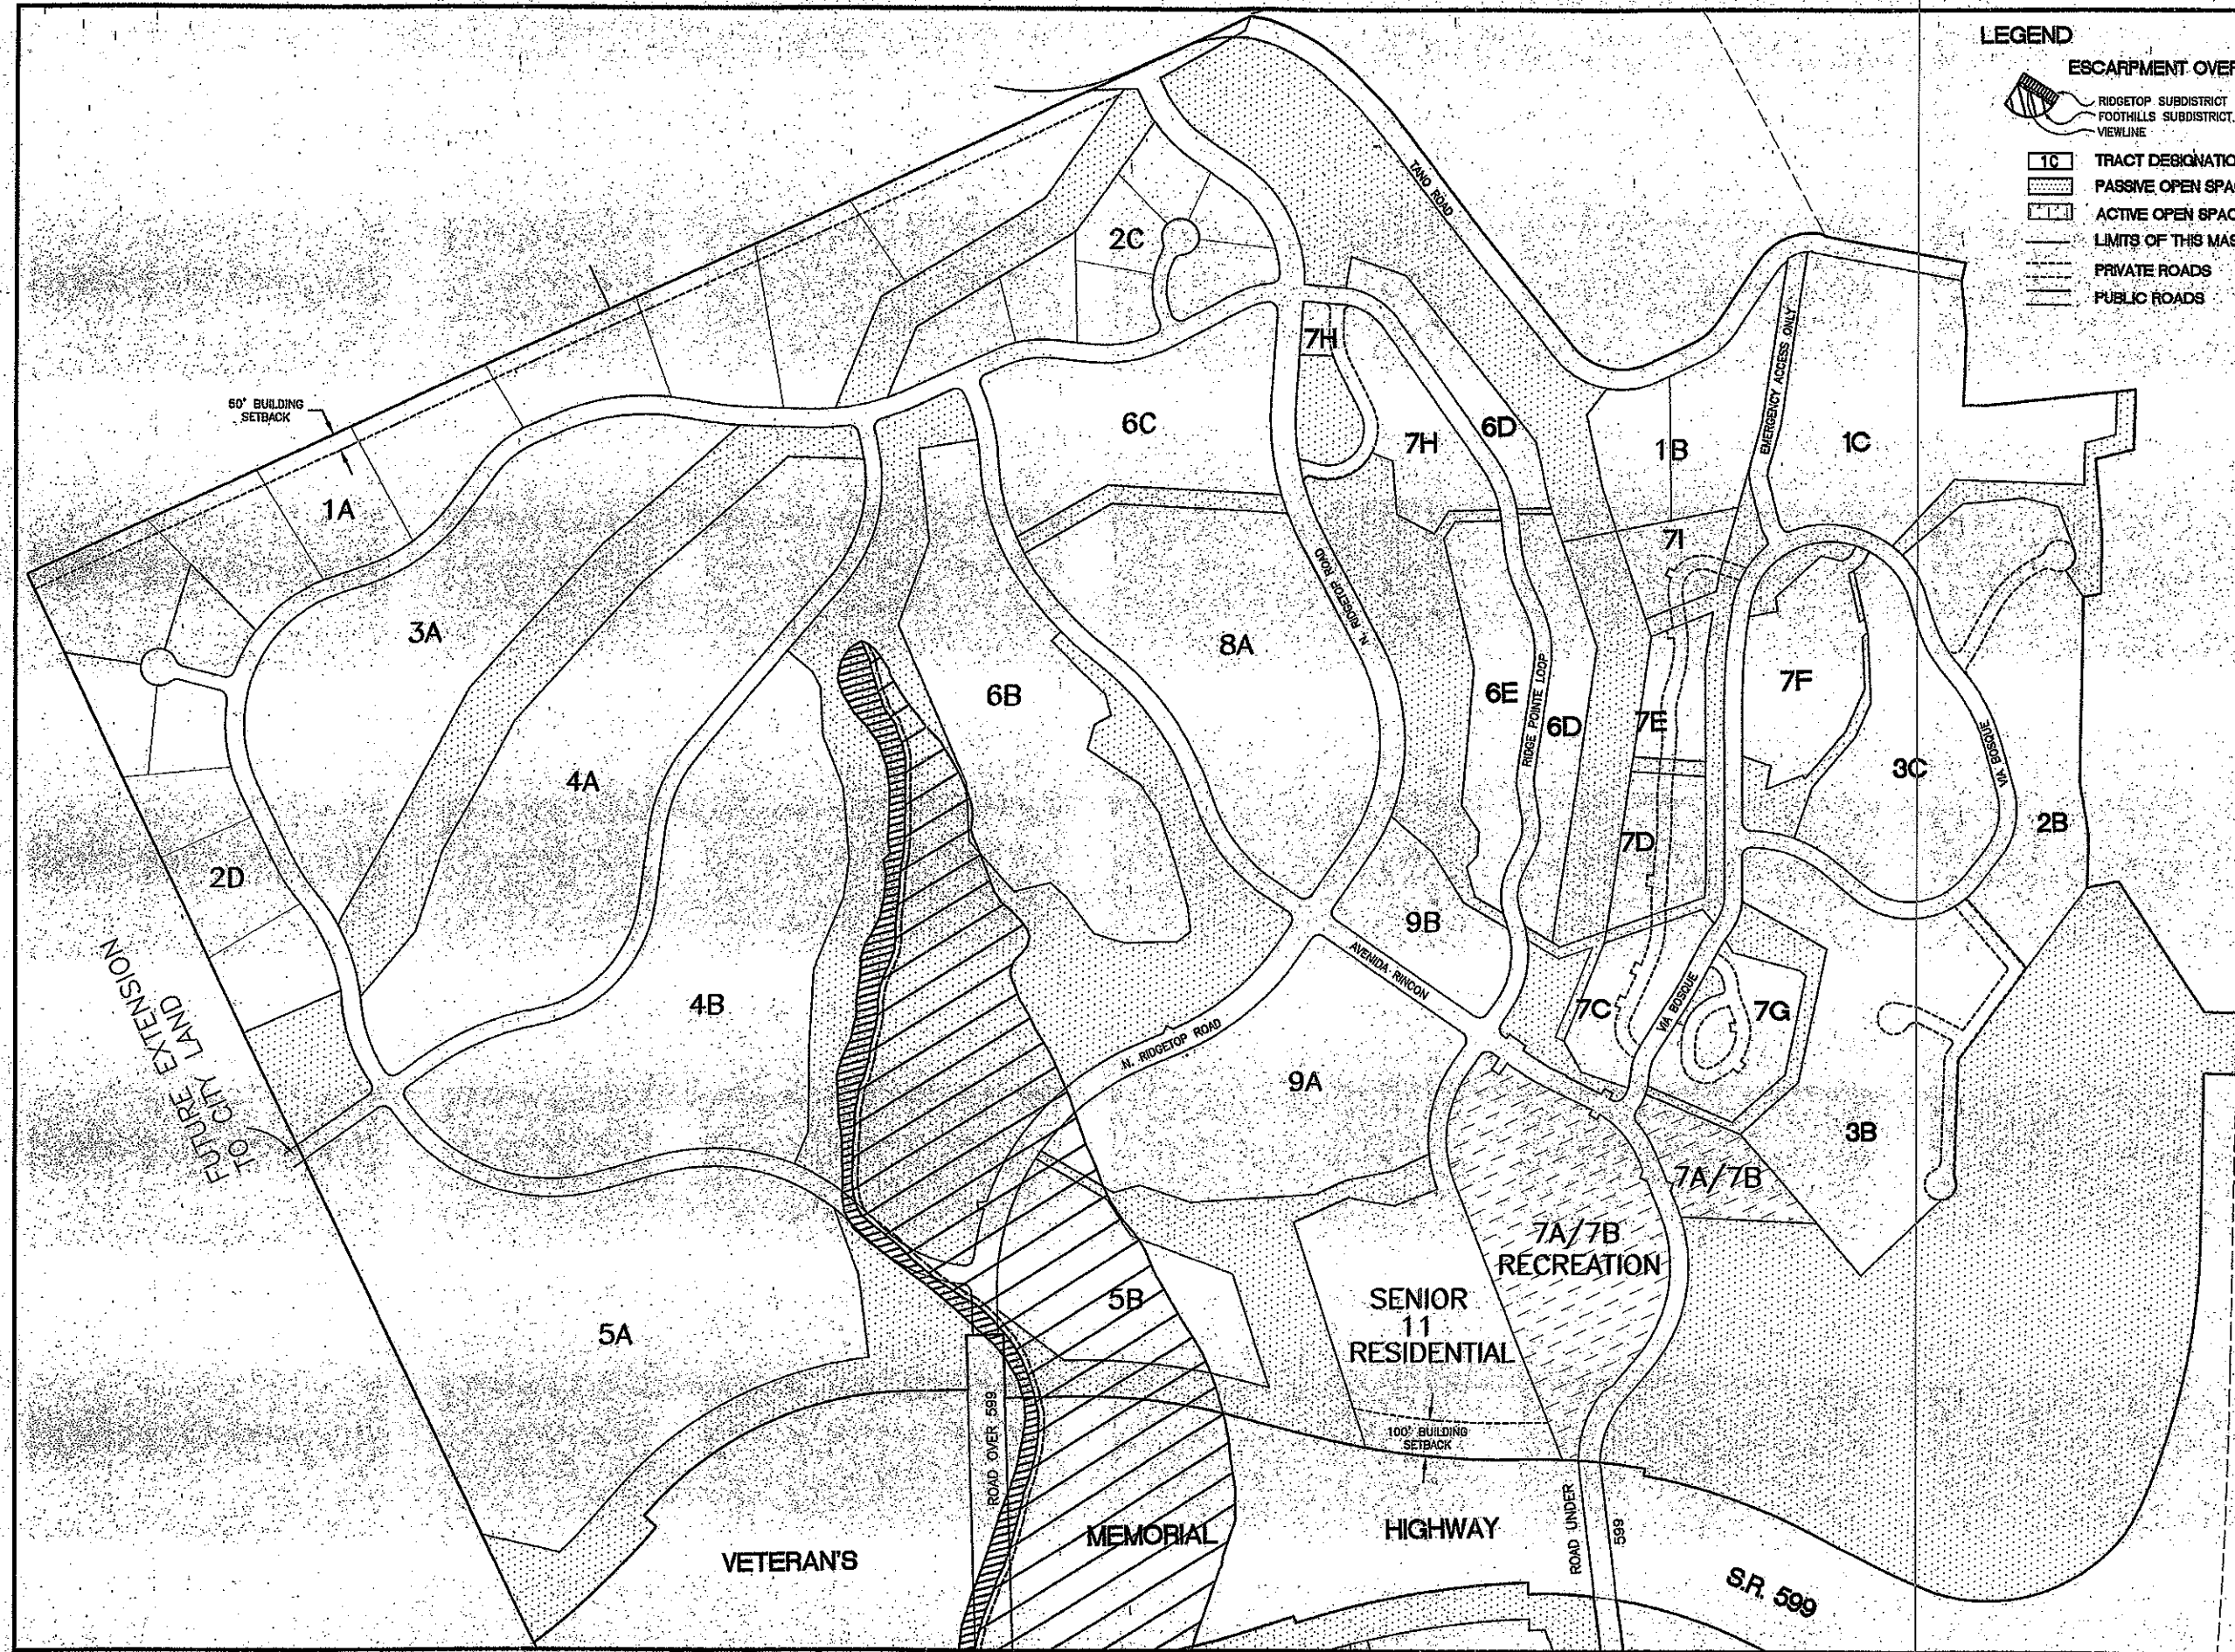 LEGEND
ESCARPMENT OVER
RIDGETOP SUBDISTRICT
FOOTHILLS SUBDISTRICT
VIEWLINE
1C TRACT DESIGNATIO
PASSIVE OPEN SPA
ACTIVE OPEN SPAC
LIMITS OF THIS MAS
PRIVATE ROADS
PUBLIC ROADS
TANO ROAD
2C
7H
EMERGENCY ACCESS ONLY
60' BUILDING
SETBACK
6C
7H
6D
1B
1C
1A
7I
N. RIDGETOP ROAD
3A
8A
6B
6E
RIDGE POINTE LOOP
6D
7E
7F
VIA BOSQUE
4A
3C
2B
7D
2D
9B
AVENIDA RINCON
4B
7C
VIA BOSQUE
7G
FUTURE EXTENSION
TO CITY LAND
N. RIDGETOP ROAD
9A
3B
7A/7B
7A/7B
RECREATION
5B
SENIOR
11
RESIDENTIAL
5A
ROAD OVER 599
100' BUILDING
SETBACK
ROAD UNDER
599
VETERAN'S
MEMORIAL
HIGHWAY
S.R. 599